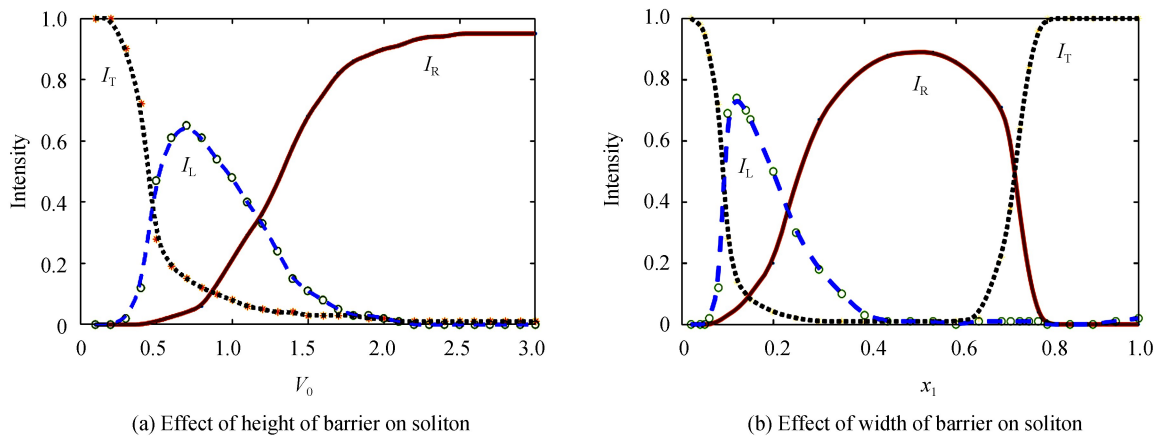 1.0
0.8
0.6
0.4
0.2
0
Intensity
I_T
I_L
I_R
0 0.5 1.0 1.5 2.0 2.5 3.0
V_0
(a) Effect of height of barrier on soliton
1.0
0.8
0.6
0.4
0.2
0
Intensity
I_L
I_R
I_T
0 0.2 0.4 0.6 0.8 1.0
x_1
(b) Effect of width of barrier on soliton